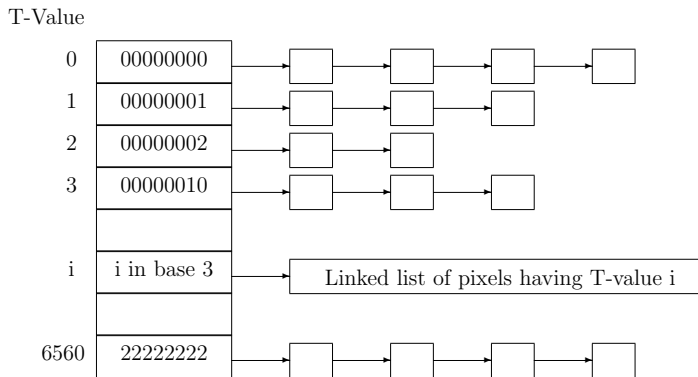 T-Value
0 00000000
1 00000001
2 00000002
3 00000010
i i in base 3 Linked list of pixels having T-value i
6560 22222222